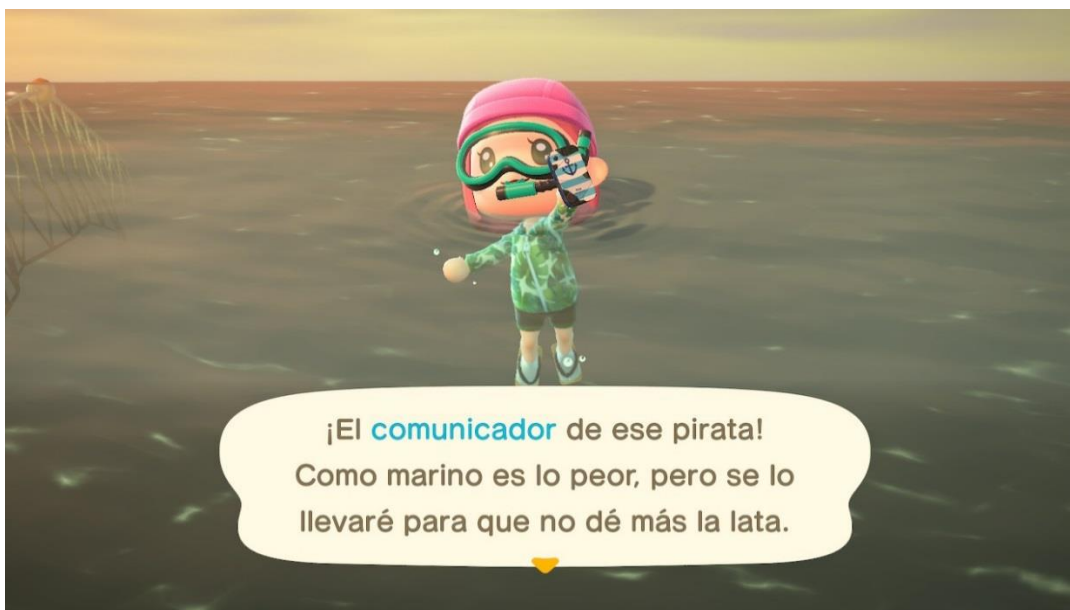 ¡El comunicador de ese pirata!
Como marino es lo peor, pero se lo
llevaré para que no dé más la lata.